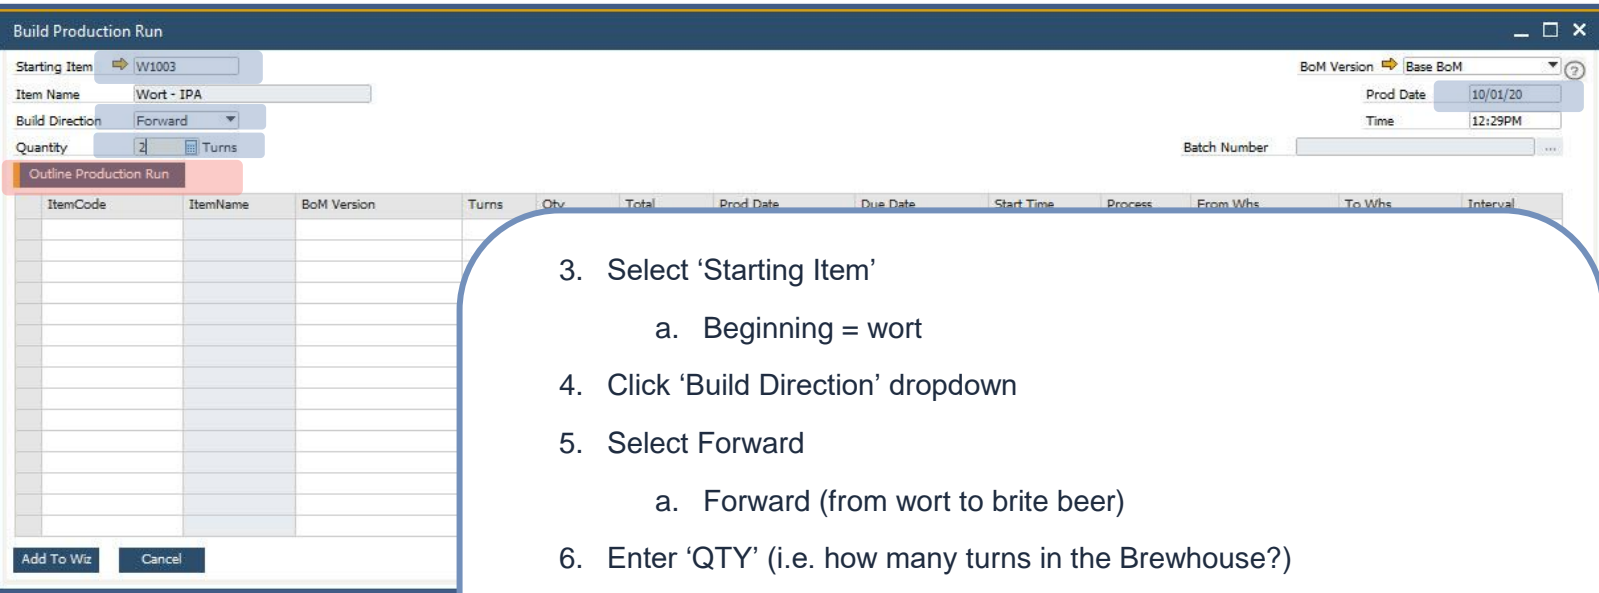 Build Production Run
Starting Item W1003 BoM Version Base BoM
Item Name Wort - IPA Prod Date 10/01/20
Build Direction Forward Time 12:29PM
Quantity 2 Turns Batch Number ...
Outline Production Run
ItemCode ItemName BoM Version Turns Qty Total Prod Date Due Date Start Time Process From Whs To Whs Interval
3. Select ‘Starting Item’
a. Beginning = wort
4. Click ‘Build Direction’ dropdown
5. Select Forward
a. Forward (from wort to brite beer)
6. Enter ‘QTY’ (i.e. how many turns in the Brewhouse?)
Add To Wiz Cancel